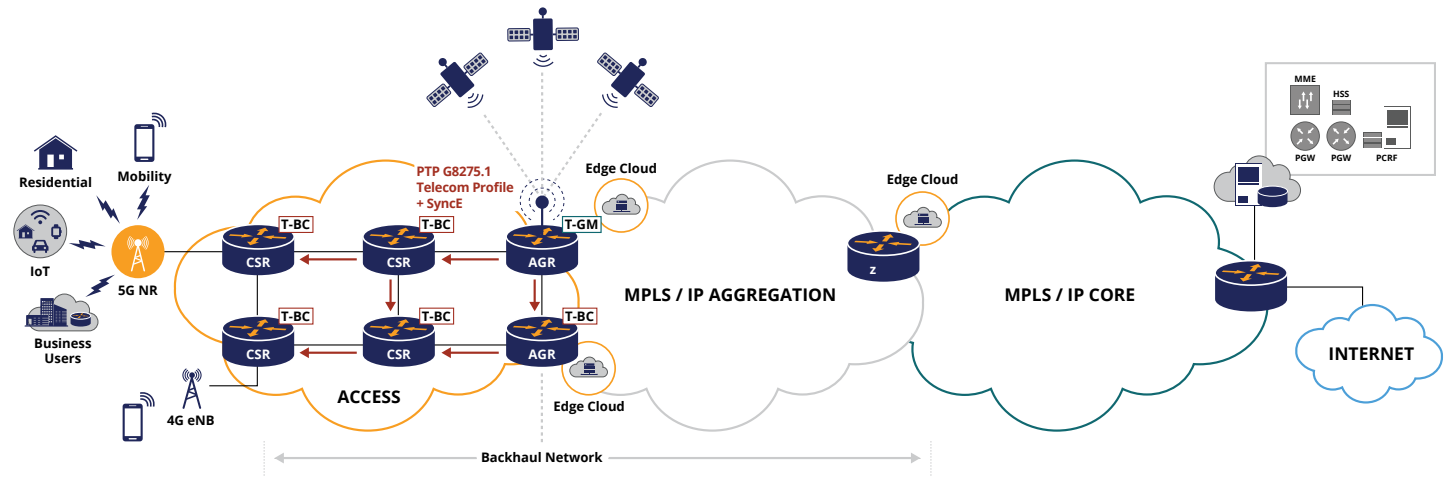 MME
HSS
PGW
PGW
PCRF
Residential
Mobility
PTP G8275.1
Telecom Profile
+ SyncE
Edge Cloud
Edge Cloud
IoT
5G NR
Business
Users
T-BC
T-BC
T-GM
CSR
CSR
AGR
Z
MPLS / IP AGGREGATION
MPLS / IP CORE
T-BC
T-BC
T-BC
CSR
CSR
AGR
INTERNET
ACCESS
Edge Cloud
4G eNB
Backhaul Network